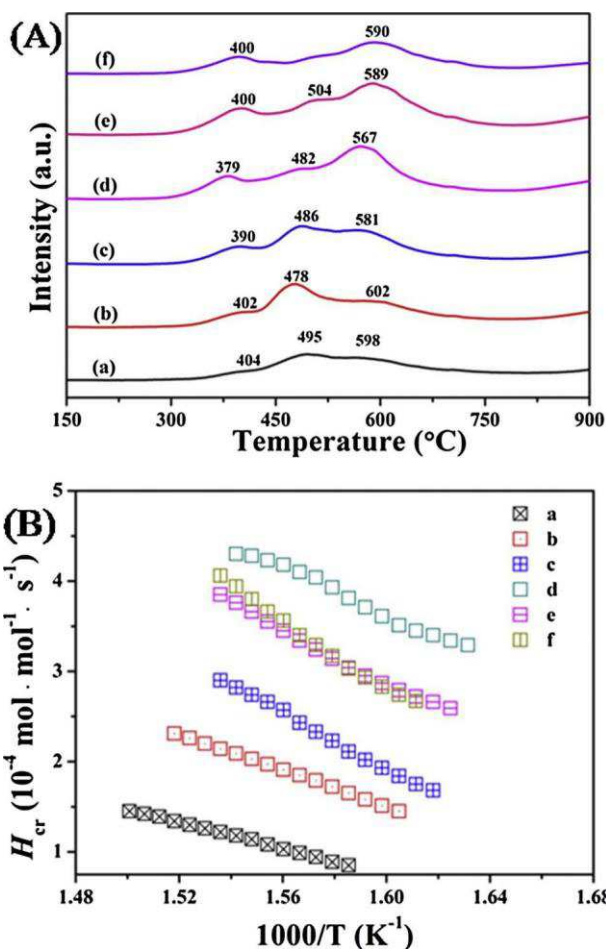 (A)
Intensity (a.u.)
(f) 400 590
(e) 400 504 589
(d) 379 482 567
(c) 390 486 581
(b) 402 478 602
(a) 404 495 598
150 300 450 600 750 900
Temperature (°C)
(B)
H_cr (10⁻⁴ mol · mol⁻¹ · s⁻¹)
5
4
3
2
1
a
b
c
d
e
f
1.48 1.52 1.56 1.60 1.64 1.68
1000/T (K⁻¹)